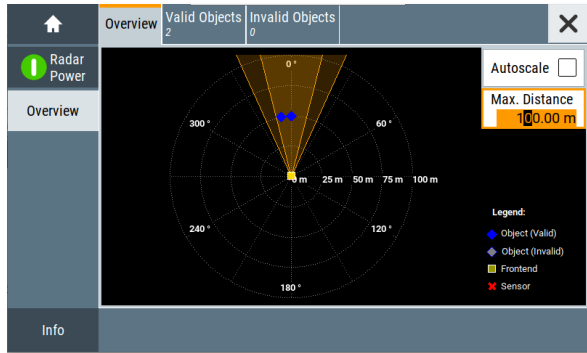 Overview
Valid Objects
2
Invalid Objects
0
Radar
Power
Overview
Info
Autoscale
Max. Distance
100.00 m
0°
60°
120°
180°
240°
300°
0 m
25 m
50 m
75 m
100 m
Legend:
Object (Valid)
Object (Invalid)
Frontend
Sensor